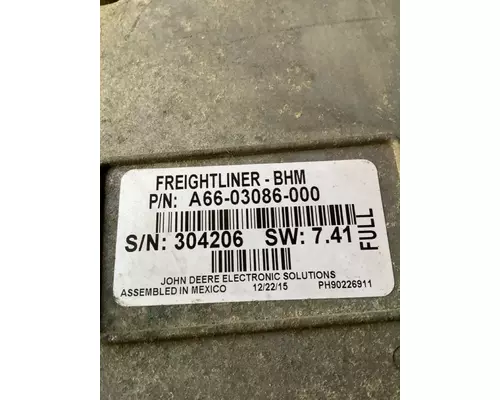 FREIGHTLINER - BHM
P/N: A66-03086-000
S/N: 304206 SW: 7.41
FULL
JOHN DEERE ELECTRONIC SOLUTIONS
ASSEMBLED IN MEXICO 12/22/15 PH90226911